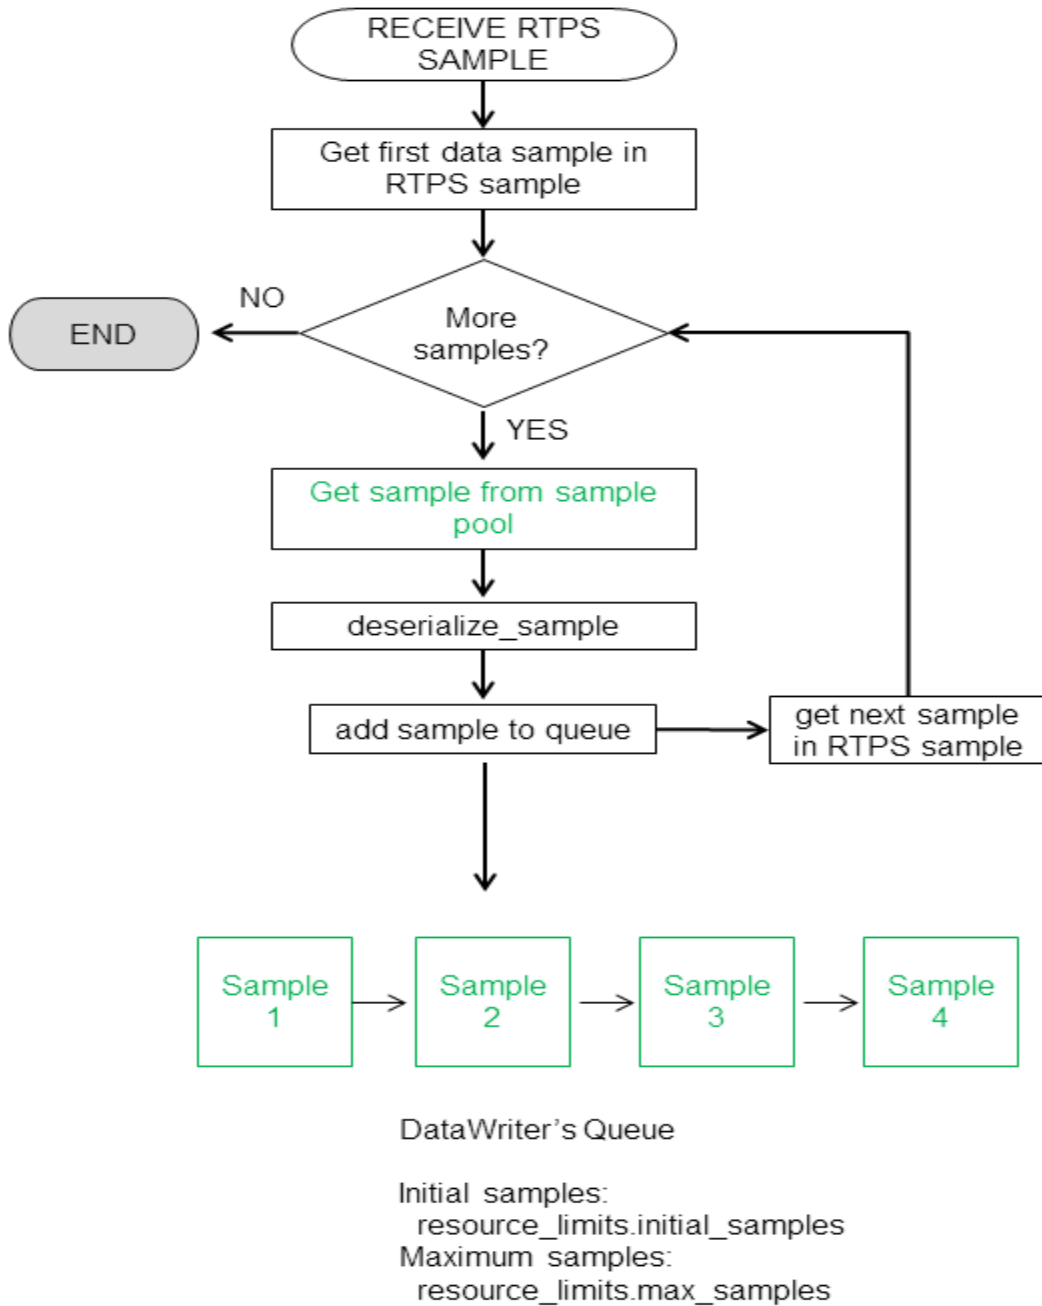 RECEIVE RTPS
SAMPLE
Get first data sample in
RTPS sample
More
samples?
NO
END
YES
Get sample from sample
pool
deserialize_sample
add sample to queue
get next sample
in RTPS sample
Sample
1
Sample
2
Sample
3
Sample
4
DataWriter's Queue
Initial samples:
resource_limits.initial_samples
Maximum samples:
resource_limits.max_samples